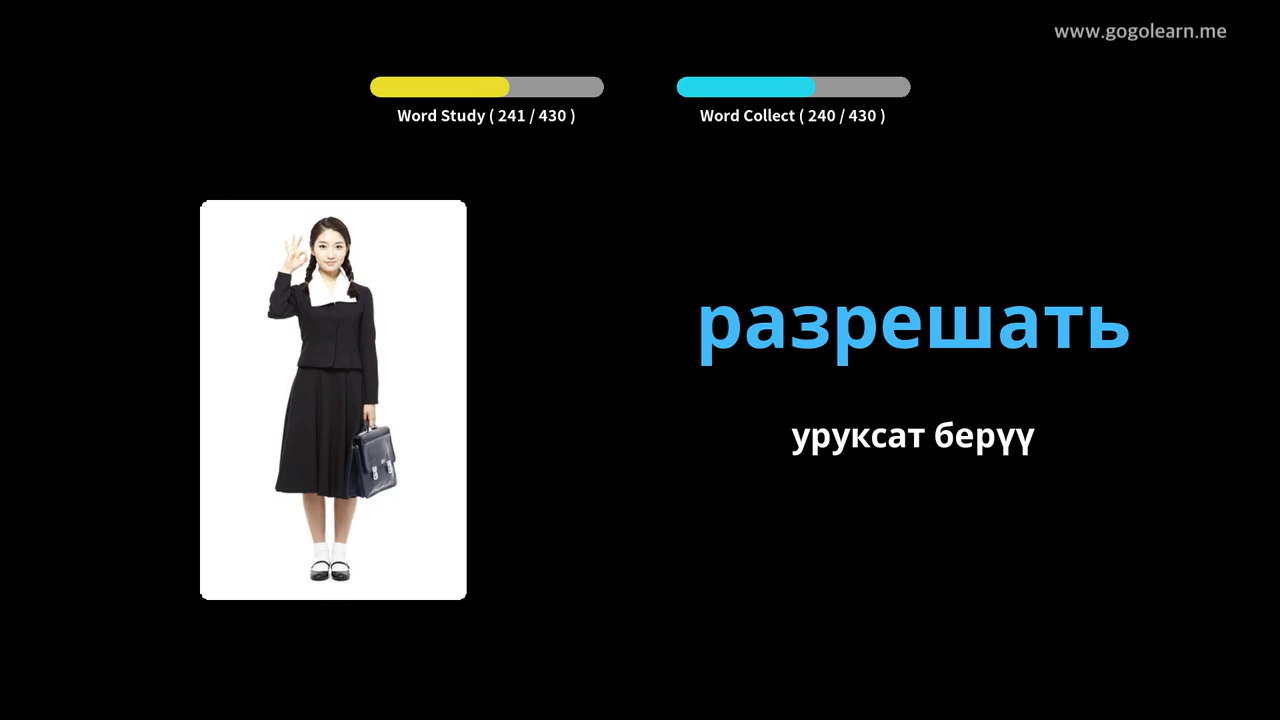 www.gogolearn.me
Word Study ( 241 / 430 )
Word Collect ( 240 / 430 )
разрешать
уруксат берүү